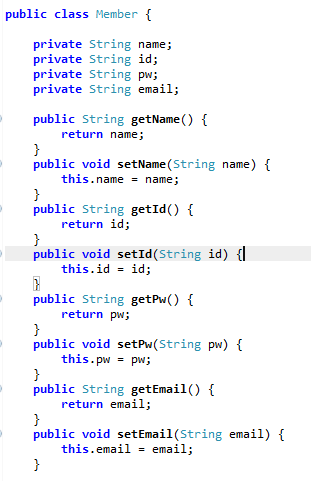 public class Member {
private String name;
private String id;
private String pw;
private String email;
public String getName() {
return name;
}
public void setName(String name) {
this.name = name;
}
public String getId() {
return id;
}
public void setId(String id) {
this.id = id;
}
public String getPw() {
return pw;
}
public void setPw(String pw) {
this.pw = pw;
}
public String getEmail() {
return email;
}
public void setEmail(String email) {
this.email = email;
}